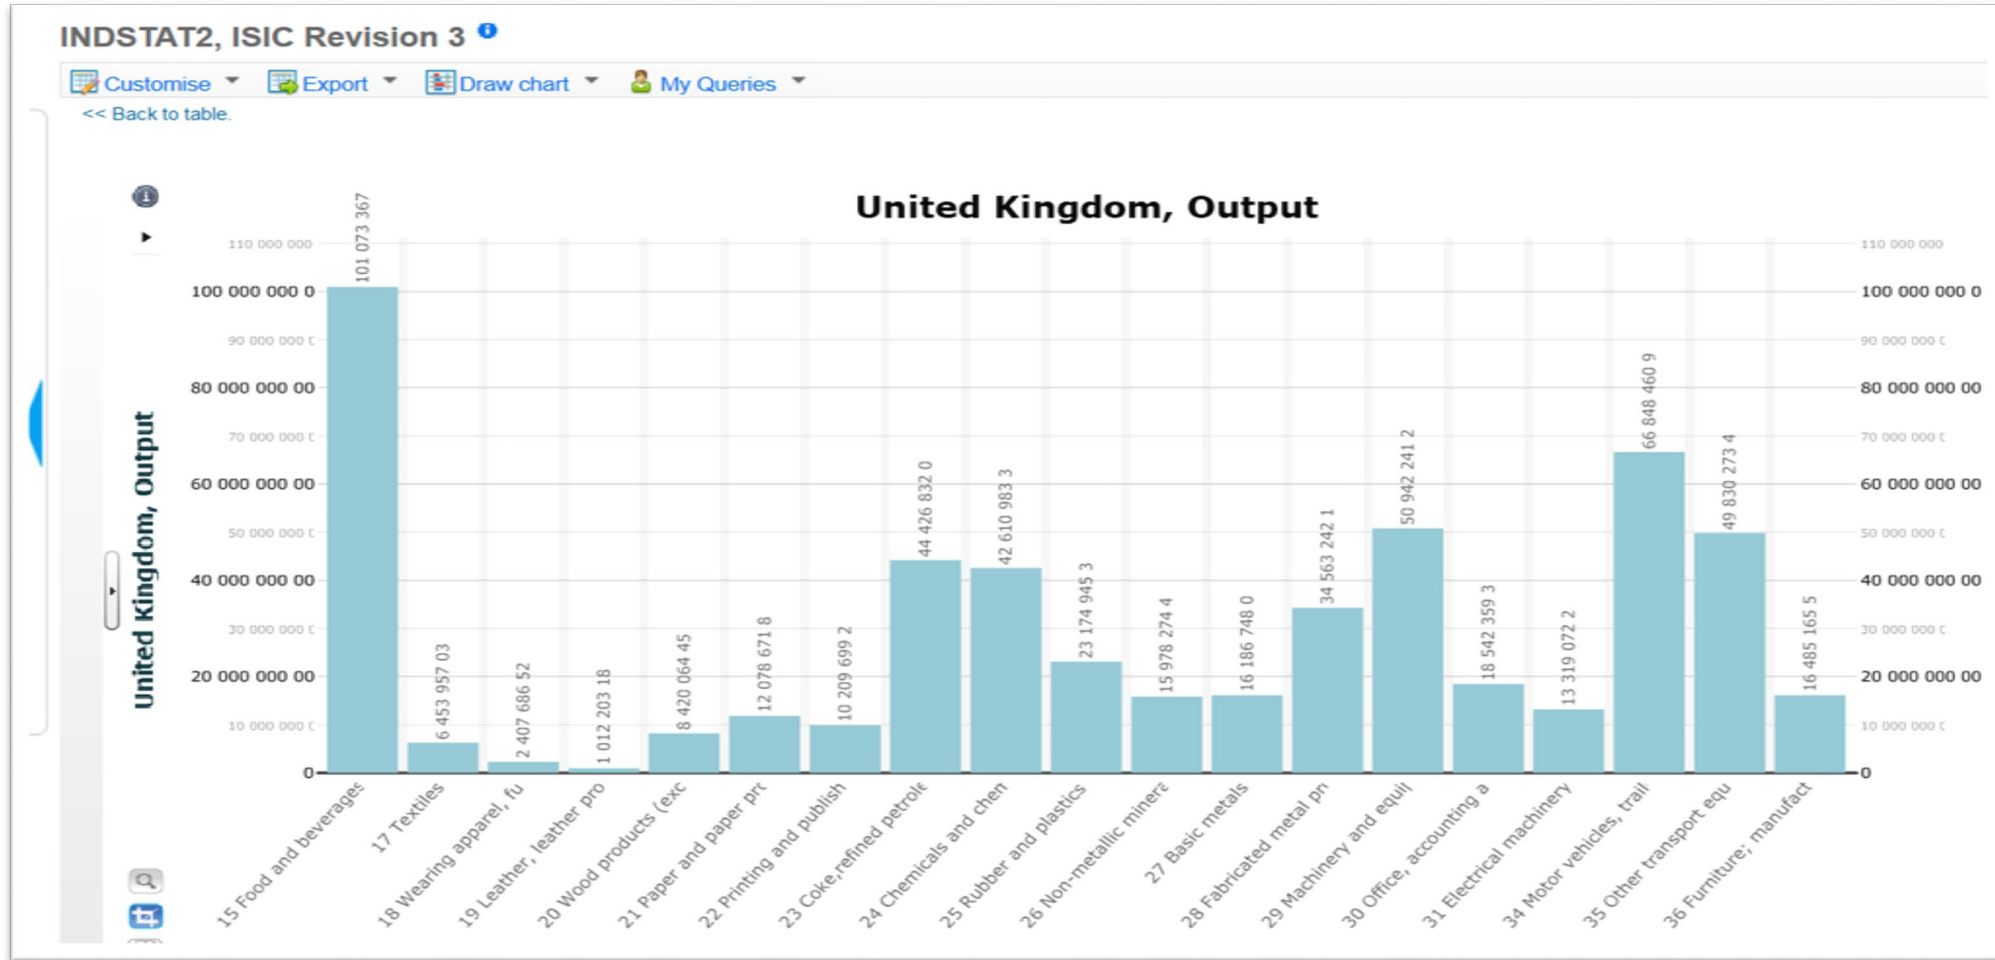 INDSTAT2, ISIC Revision 3
Customise Export Draw chart My Queries
<< Back to table.
United Kingdom, Output
United Kingdom, Output
110 000 000
100 000 000 0
90 000 000 0
80 000 000 00
70 000 000 0
60 000 000 00
50 000 000 0
40 000 000 00
30 000 000 0
20 000 000 00
10 000 000 0
0
101 073 367
6 453 957 03
2 407 686 52
1 012 203 18
8 420 064 45
12 078 671 8
10 209 699 2
44 426 832 0
42 610 983 3
23 174 945 3
15 978 274 4
16 186 748 0
34 563 242 1
50 942 241 2
18 542 359 3
13 319 072 2
66 848 460 9
49 830 273 4
16 485 165 5
110 000 000
100 000 000 0
90 000 000 0
80 000 000 00
70 000 000 0
60 000 000 00
50 000 000 0
40 000 000 00
30 000 000 0
20 000 000 00
10 000 000 0
0
15 Food and beverages
17 Textiles
18 Wearing apparel, fu
19 Leather, leather pro
20 Wood products (exc
21 Paper and paper pro
22 Printing and publish
23 Coke,refined petrole
24 Chemicals and chen
25 Rubber and plastics
26 Non-metallic minera
27 Basic metals
28 Fabricated metal pr
29 Machinery and equi
30 Office, accounting a
31 Electrical machinery
34 Motor vehicles, trail
35 Other transport equ
36 Furniture; manufact